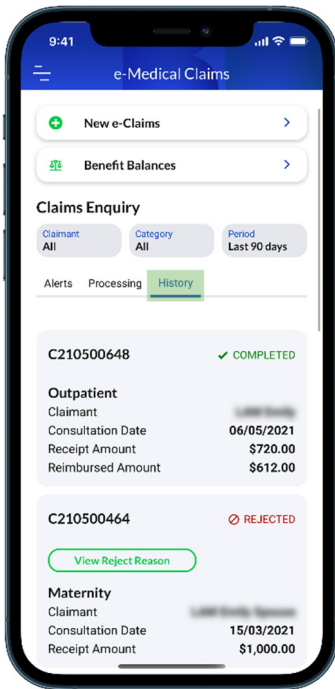 9:41
e-Medical Claims
New e-Claims
Benefit Balances
Claims Enquiry
Claimant Category Period
All All Last 90 days
Alerts Processing History
C210500648 COMPLETED
Outpatient
Claimant
Consultation Date 06/05/2021
Receipt Amount $720.00
Reimbursed Amount $612.00
C210500464 REJECTED
View Reject Reason
Maternity
Claimant
Consultation Date 15/03/2021
Receipt Amount $1,000.00